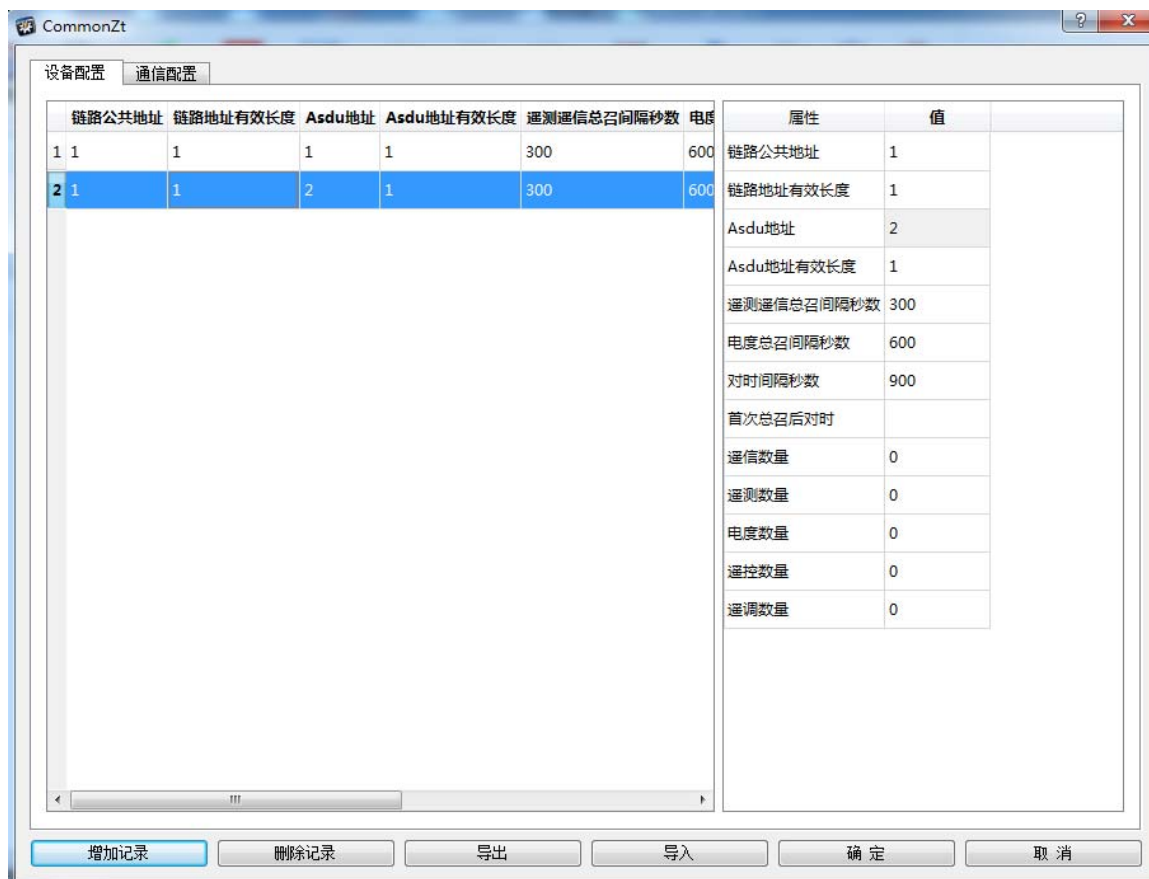 CommonZt
设备配置 通信配置
链路公共地址 链路地址有效长度 Asdu地址 Asdu地址有效长度 遥测遥信总召间隔秒数 电度
1 1 1 1 1 300 600
2 1 1 2 1 300 600
属性 值
链路公共地址 1
链路地址有效长度 1
Asdu地址 2
Asdu地址有效长度 1
遥测遥信总召间隔秒数 300
电度总召间隔秒数 600
对时间隔秒数 900
首次总召后对时
遥信数量 0
遥测数量 0
电度数量 0
遥控数量 0
遥调数量 0
增加记录 删除记录 导出 导入 确 定 取 消